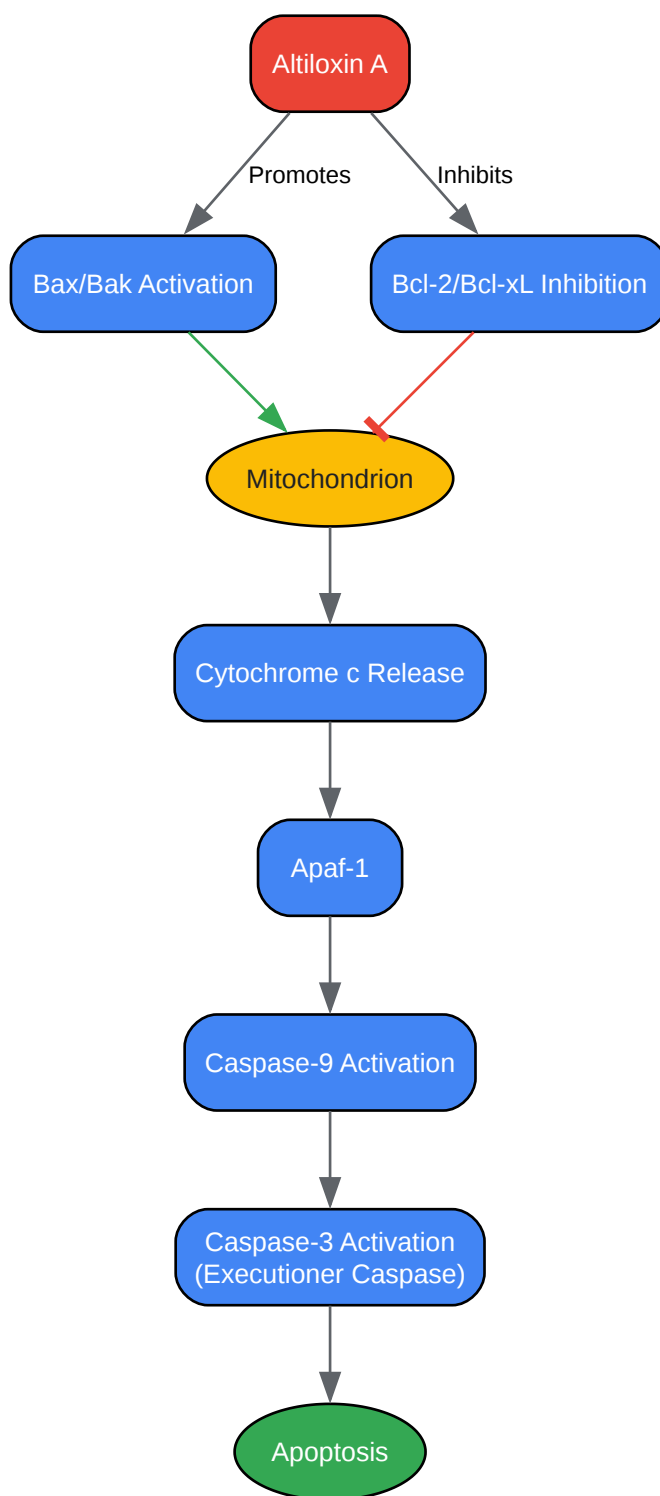 Altiloxin A
Promotes
Inhibits
Bax/Bak Activation
Bcl-2/Bcl-xL Inhibition
Mitochondrion
Cytochrome c Release
Apaf-1
Caspase-9 Activation
Caspase-3 Activation
(Executioner Caspase)
Apoptosis